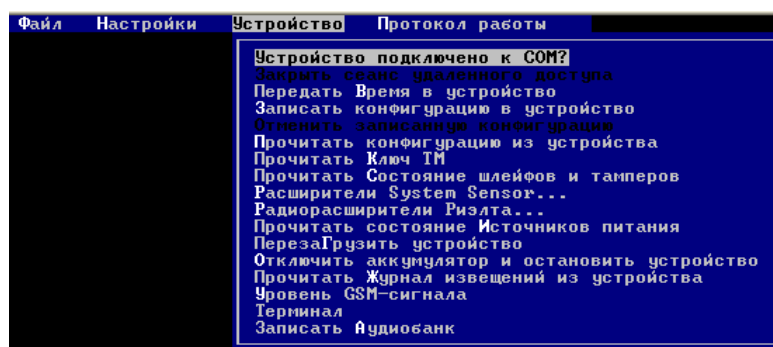 Файл Настройки Устройство Протокол работы
Устройство подключено к COM?
Закрыть сеанс удаленного доступа
Передать Время в устройство
Записать конфигурацию в устройство
Отменить записанную конфигурацию
Прочитать конфигурацию из устройства
Прочитать Ключ ТМ
Прочитать Состояние шлейфов и тамперов
Расширители System Sensor...
Радиорасширители Риэлта...
Прочитать состояние Источников питания
ПерезаГрузить устройство
Отключить аккумулятор и остановить устройство
Прочитать Журнал извещений из устройства
Уровень GSM-сигнала
Терминал
Записать Аудиобанк